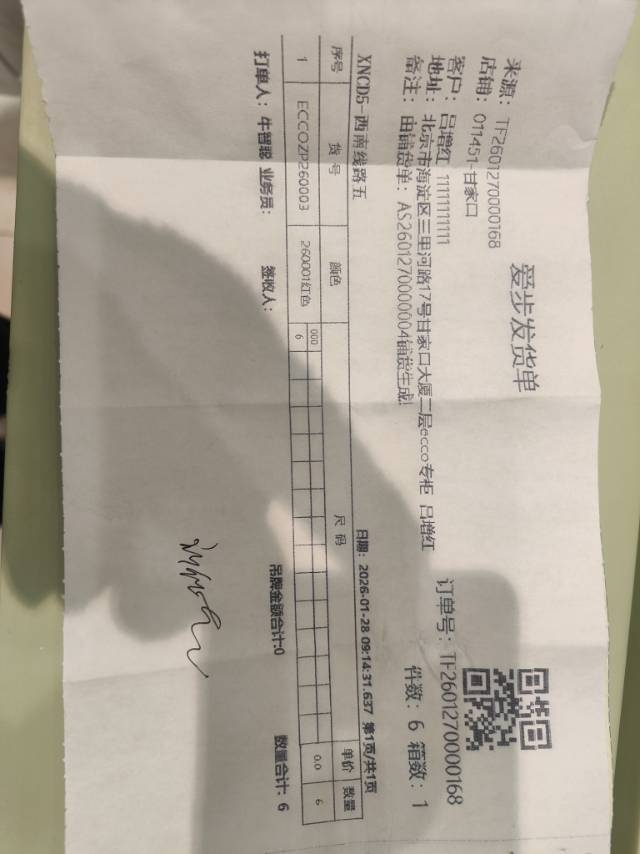 爱步发货单
来源：TF2601270000168
店铺：011451-甘家口
订单号：TF2601270000168
客户：吕增红 11111111111
件数：6 箱数：1
地址：北京市海淀区三里河路17号甘家口大厦二层ecco专柜 吕增红
备注：由铺货单：AS2601270000004铺货生成!
XNCD5-西南线路五 日期：2026-01-28 09:14:31.637 第1页/共1页
序号 货号 颜色 尺码 单价 数量
000
1 ECCOZP260003 260001红色 6 0.0 6
打单人：牛智聪 业务员： 签收人： 吊牌金额合计:0 数量合计：6